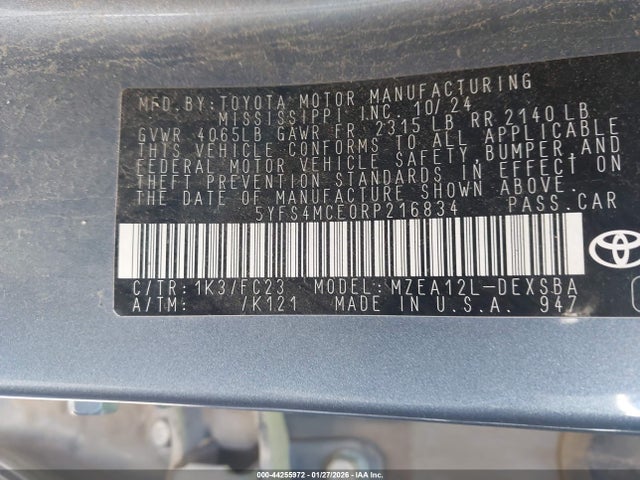 MFD.BY:TOYOTA MOTOR MANUFACTURING
MISSISSIPPI INC. 10/24
GVWR 4065LB GAWR FR 2315 LB RR 2140 LB
THIS VEHICLE CONFORMS TO ALL APPLICABLE
FEDERAL MOTOR VEHICLE SAFETY, BUMPER, AND
THEFT PREVENTION STANDARDS IN EFFECT ON
THE DATE OF MANUFACTURE SHOWN ABOVE.
5YFS4MCE0RP216834 PASS.CAR
C/TR:1K3/FC23 MODEL:MZEA12L-DEXSBA
A/TM: /K121 MADE IN U.S.A. 947
000-44255972 | 01/27/2026 | IAA Inc. |